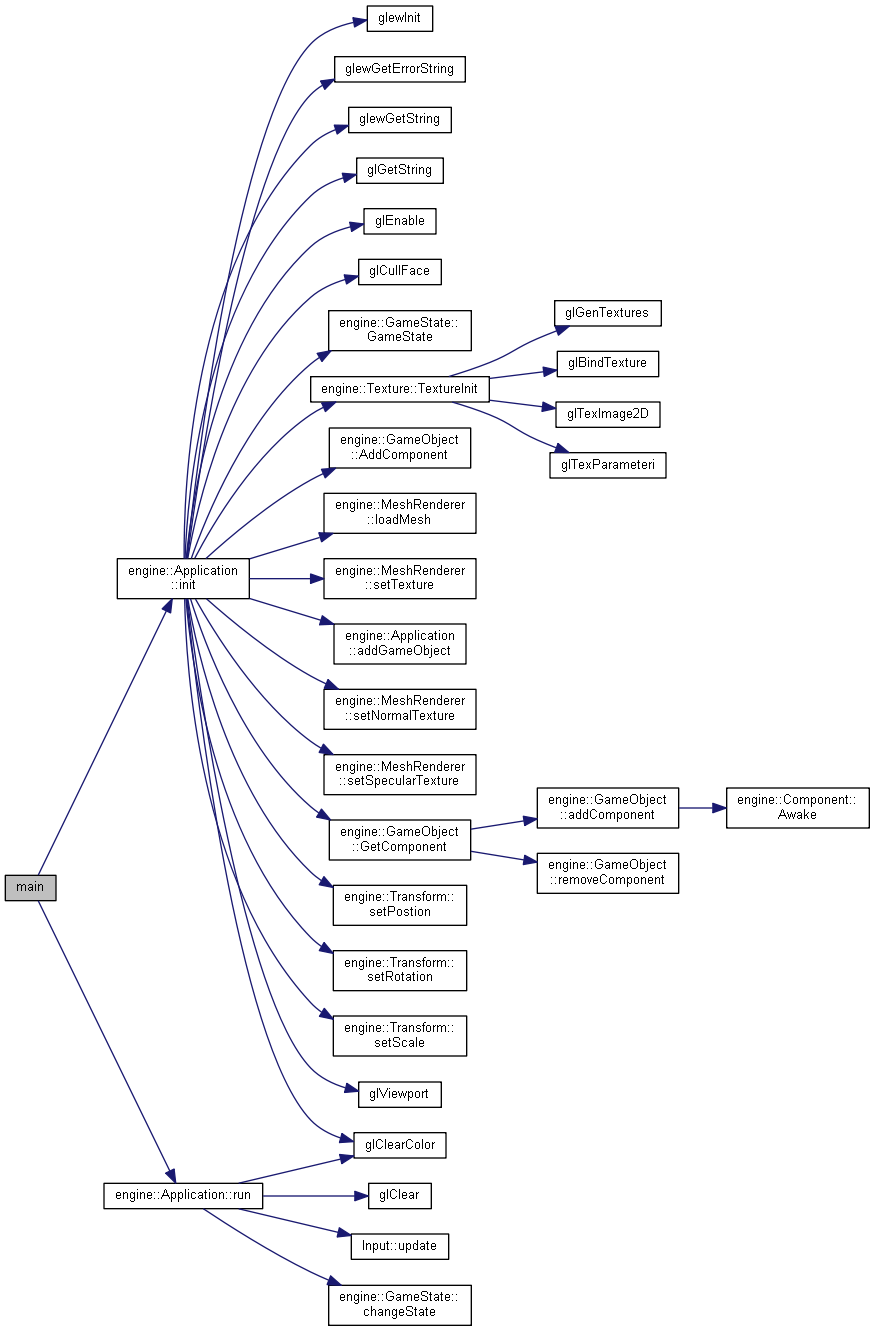 glewInit
glewGetErrorString
glewGetString
glGetString
glEnable
glCullFace
engine::GameState::
GameState
engine::Texture::TextureInit
glGenTextures
glBindTexture
glTexImage2D
glTexParameteri
engine::GameObject
::AddComponent
engine::MeshRenderer
::loadMesh
engine::Application
::init
engine::MeshRenderer
::setTexture
engine::Application
::addGameObject
engine::MeshRenderer
::setNormalTexture
engine::MeshRenderer
::setSpecularTexture
engine::GameObject
::GetComponent
engine::GameObject
::addComponent
engine::Component::
Awake
engine::GameObject
::removeComponent
main
engine::Transform::
setPostion
engine::Transform::
setRotation
engine::Transform::
setScale
glViewport
glClearColor
engine::Application::run
glClear
Input::update
engine::GameState::
changeState